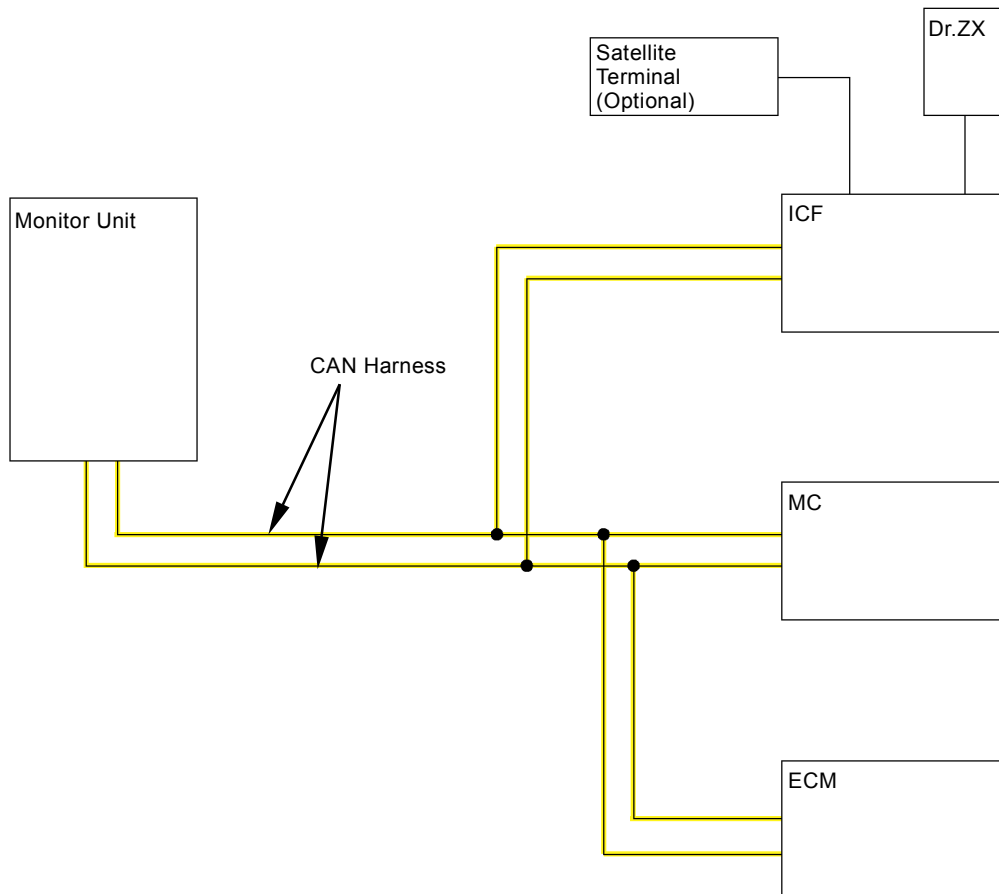 Dr.ZX
Satellite
Terminal
(Optional)
ICF
Monitor Unit
CAN Harness
MC
ECM